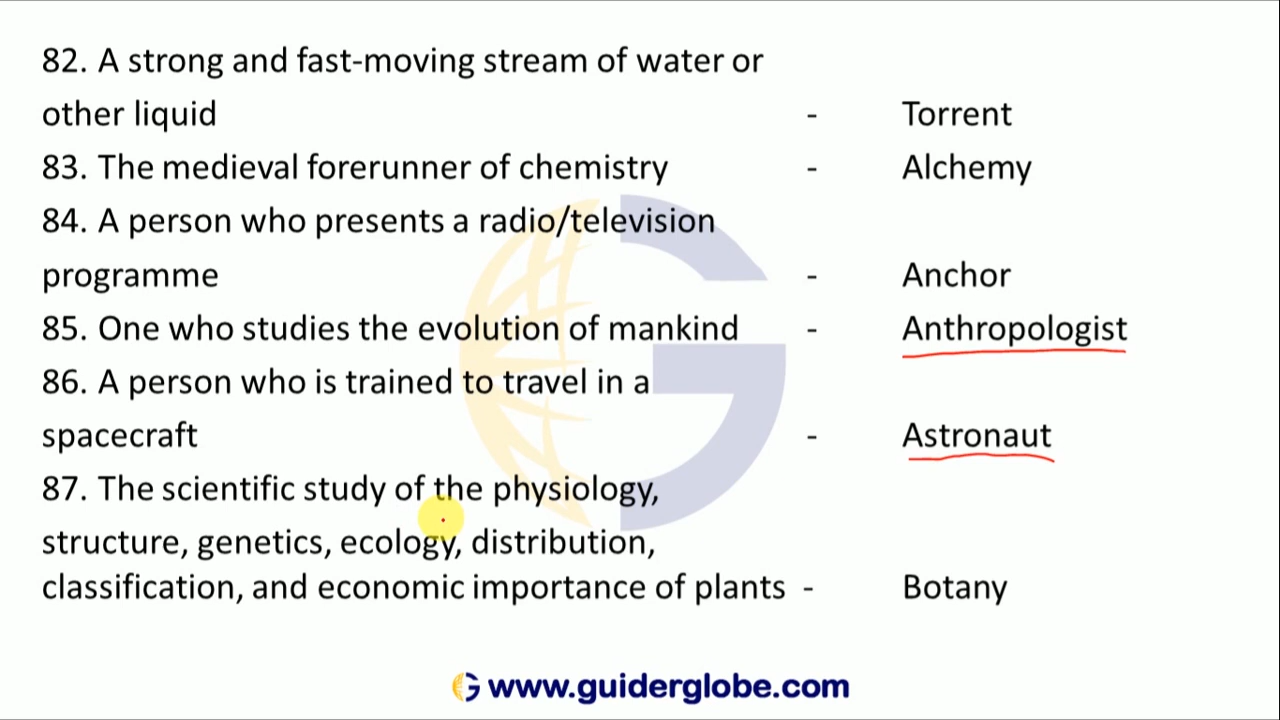 82. A strong and fast-moving stream of water or
other liquid - Torrent
83. The medieval forerunner of chemistry - Alchemy
84. A person who presents a radio/television
programme - Anchor
85. One who studies the evolution of mankind - Anthropologist
86. A person who is trained to travel in a
spacecraft - Astronaut
87. The scientific study of the physiology,
structure, genetics, ecology, distribution,
classification, and economic importance of plants - Botany
www.guiderglobe.com